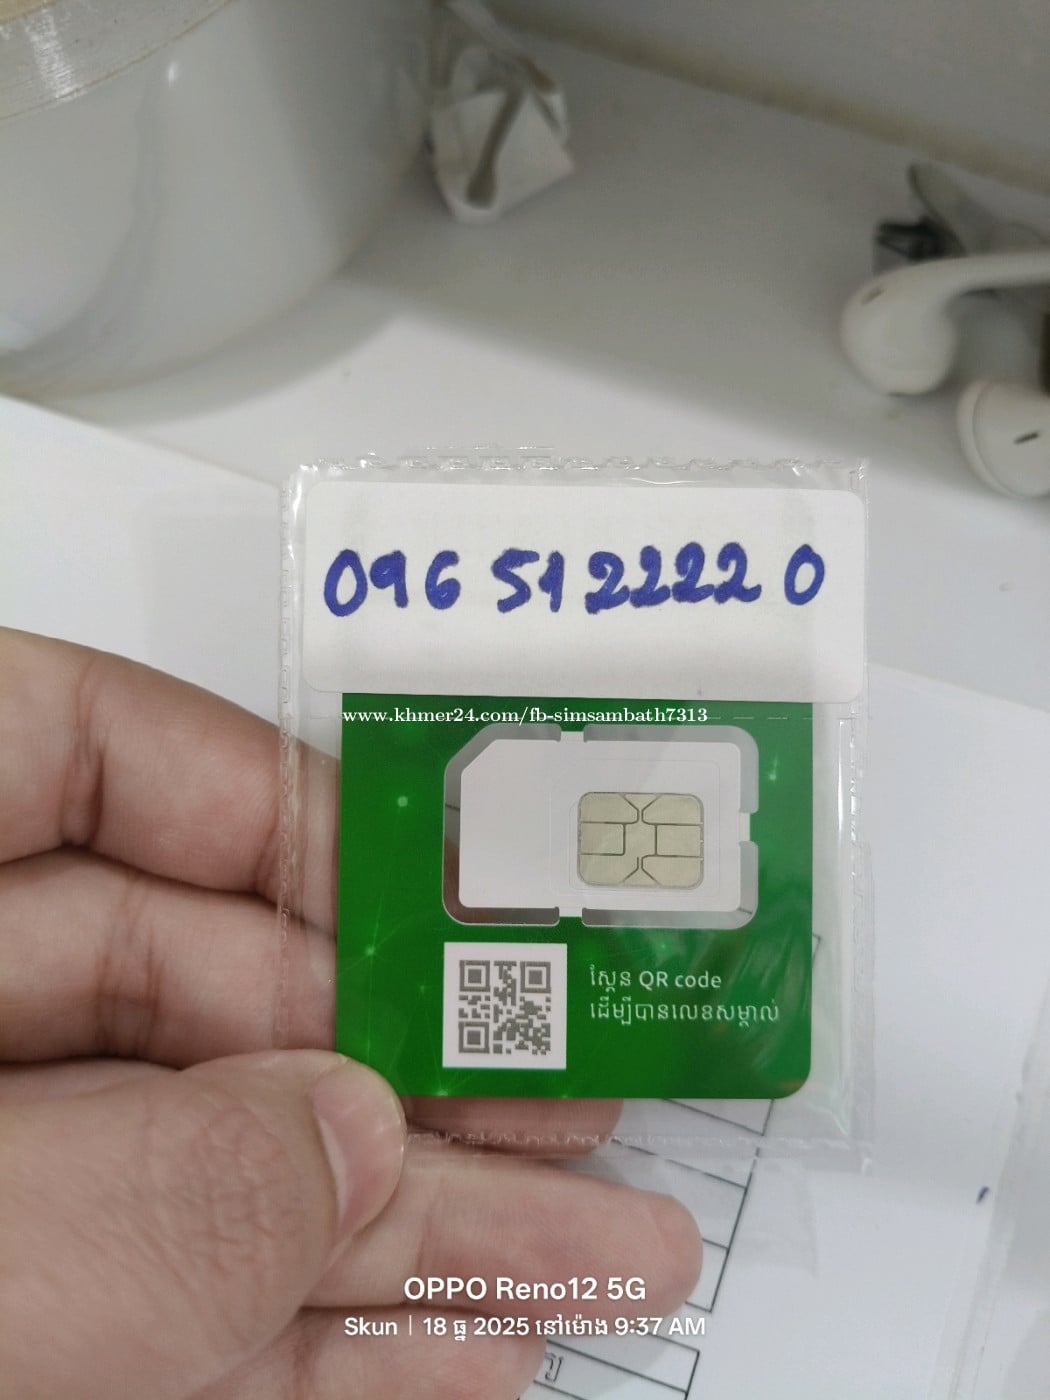 096 512222 0
www.khmer24.com/fb-simsambath7313
ស្កែន QR code
ដើម្បីបានលេខសម្គាល់
OPPO Reno12 5G
Skun | 18 ធ្នូ 2025 នៅម៉ោង 9:37 AM